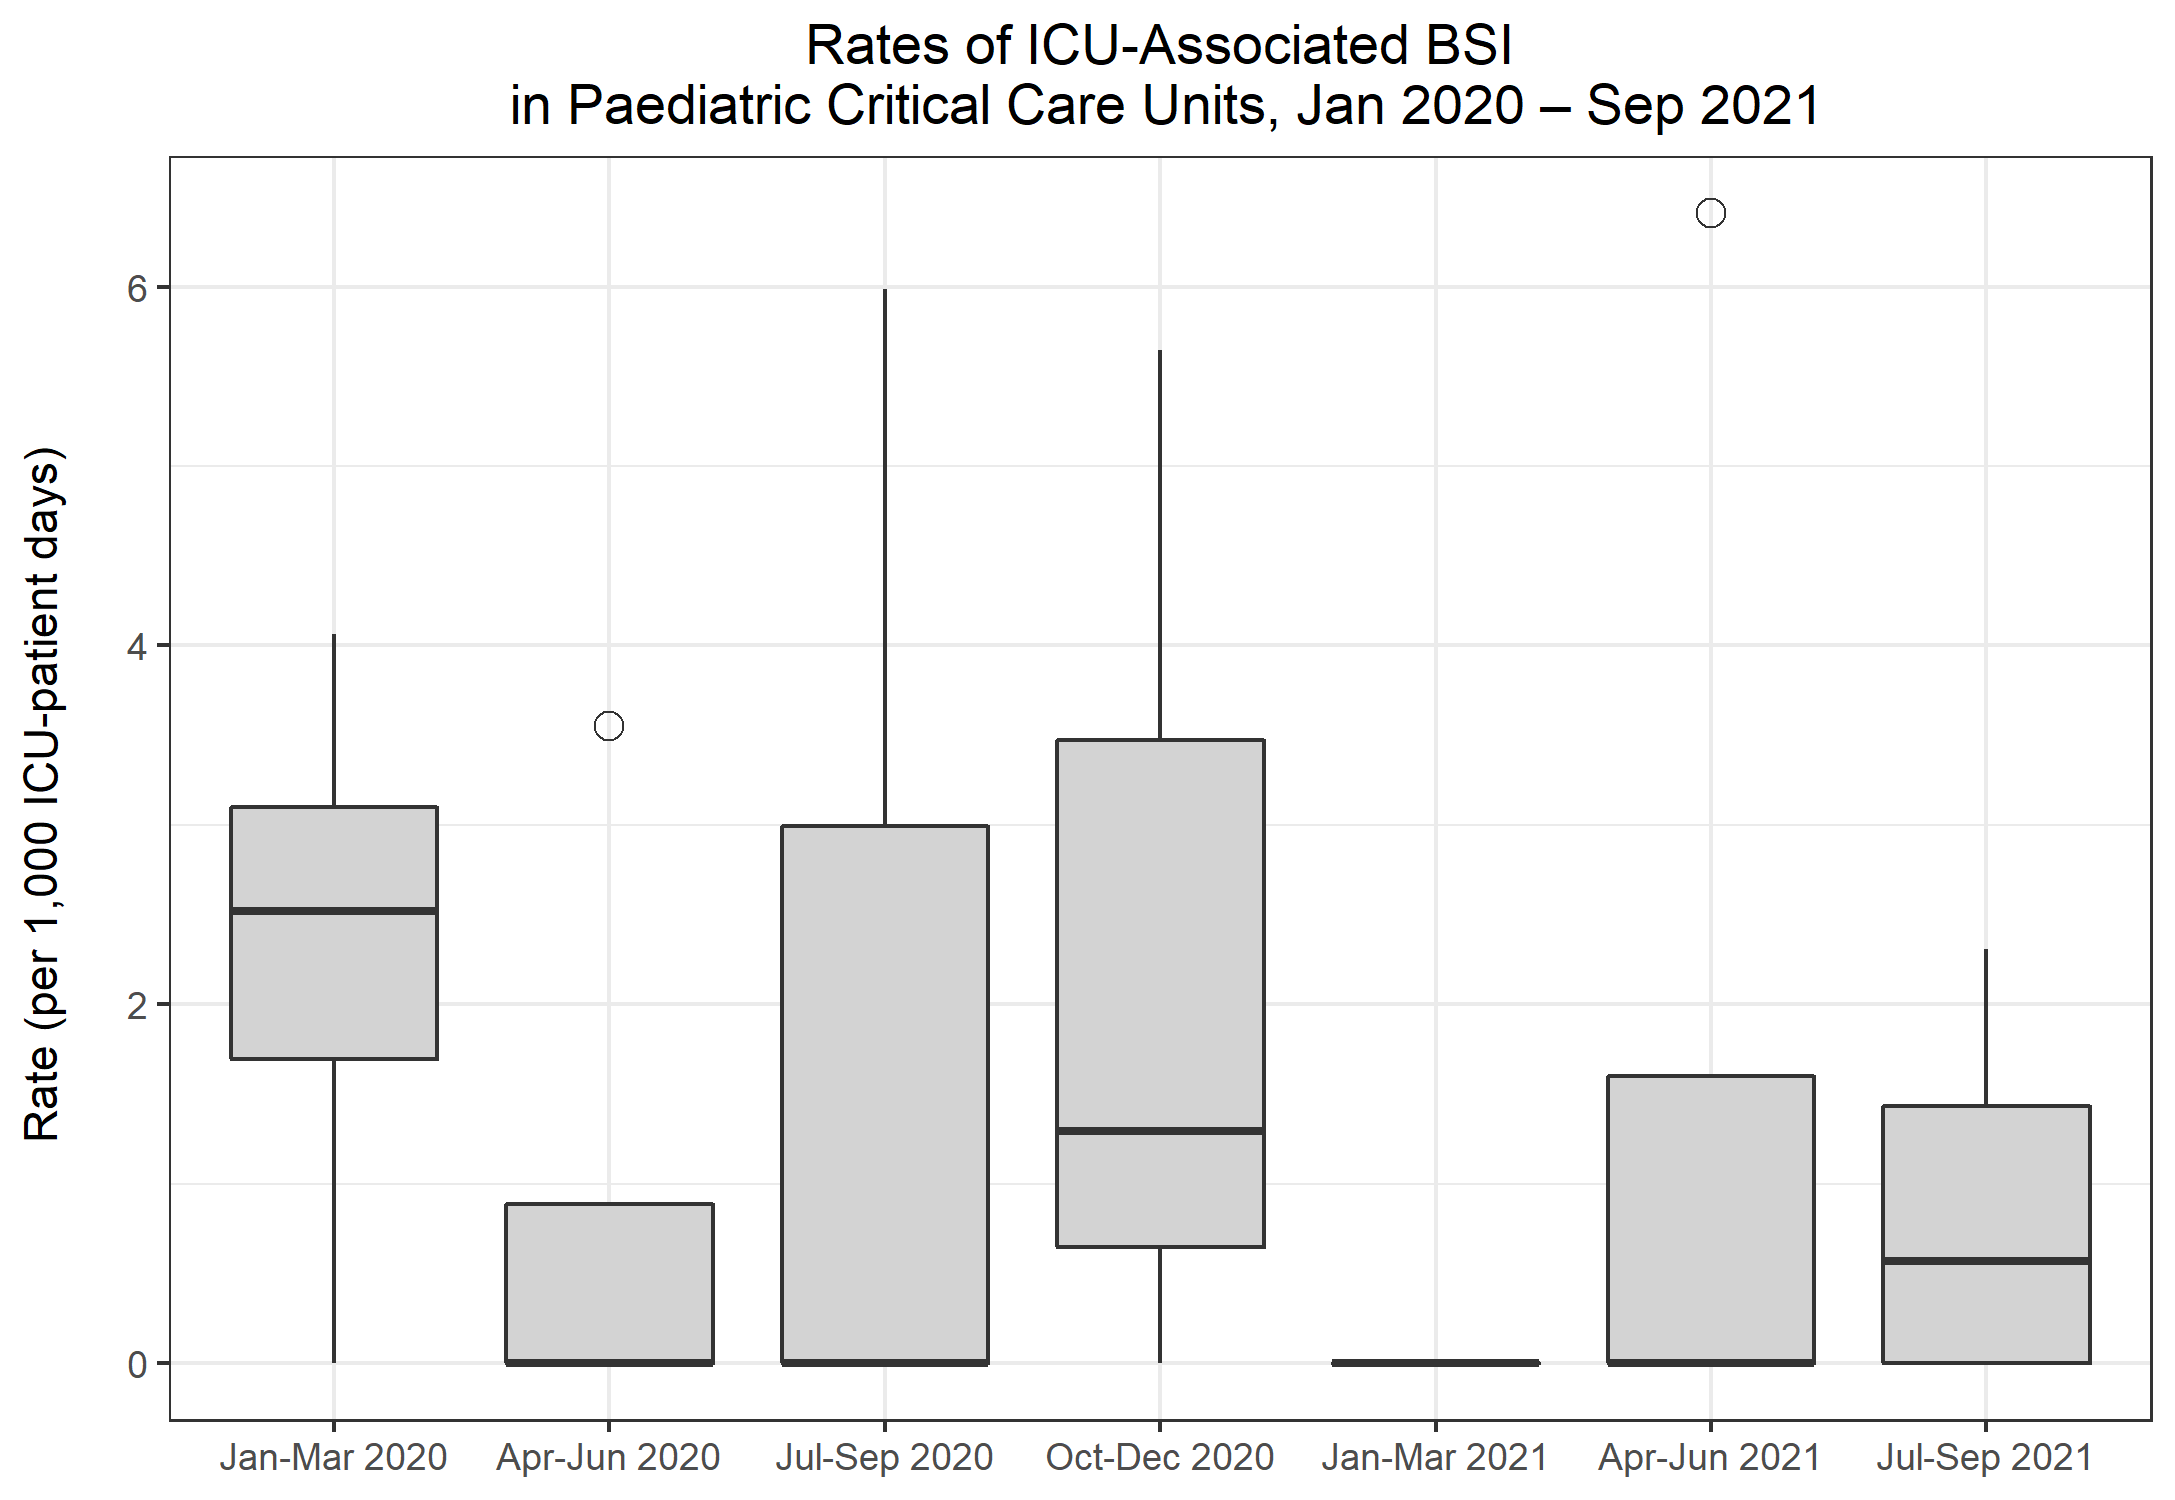 Rates of ICU-Associated BSI
in Paediatric Critical Care Units, Jan 2020 – Sep 2021
Rate (per 1,000 ICU-patient days)
6
4
2
0
Jan-Mar 2020 Apr-Jun 2020 Jul-Sep 2020 Oct-Dec 2020 Jan-Mar 2021 Apr-Jun 2021 Jul-Sep 2021